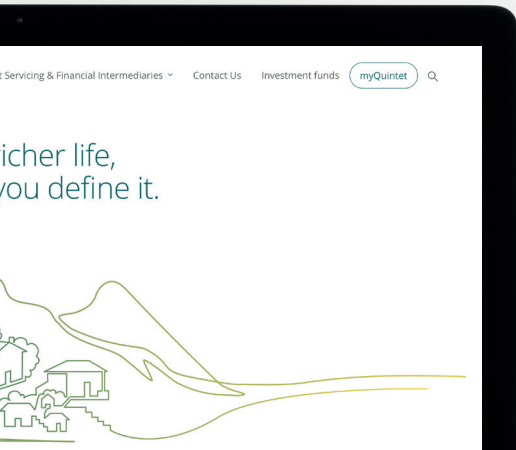 t Servicing & Financial Intermediaries Contact Us Investment funds myQuintet
icher life,
you define it.